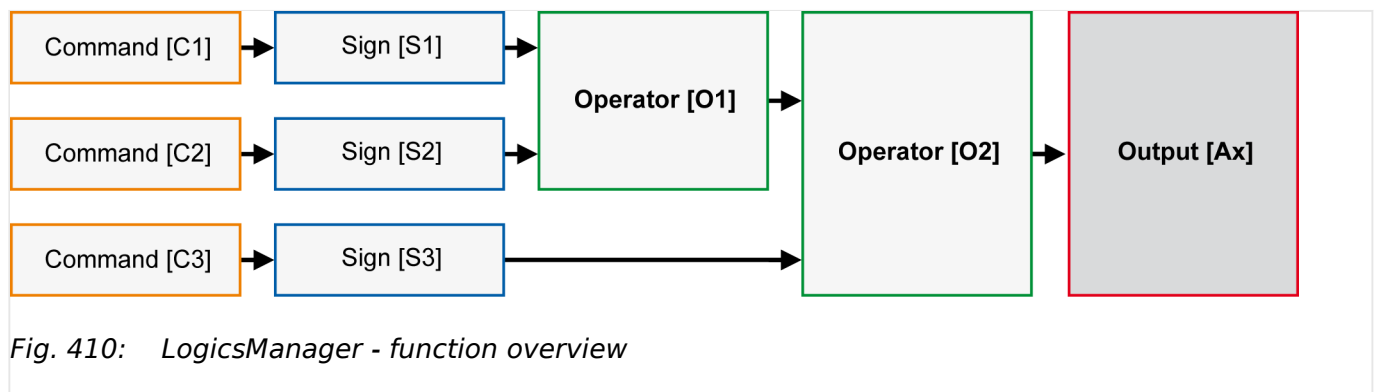 Command [C1]
Sign [S1]
Operator [O1]
Operator [O2]
Output [Ax]
Command [C2]
Sign [S2]
Command [C3]
Sign [S3]
Fig. 410: LogicsManager - function overview